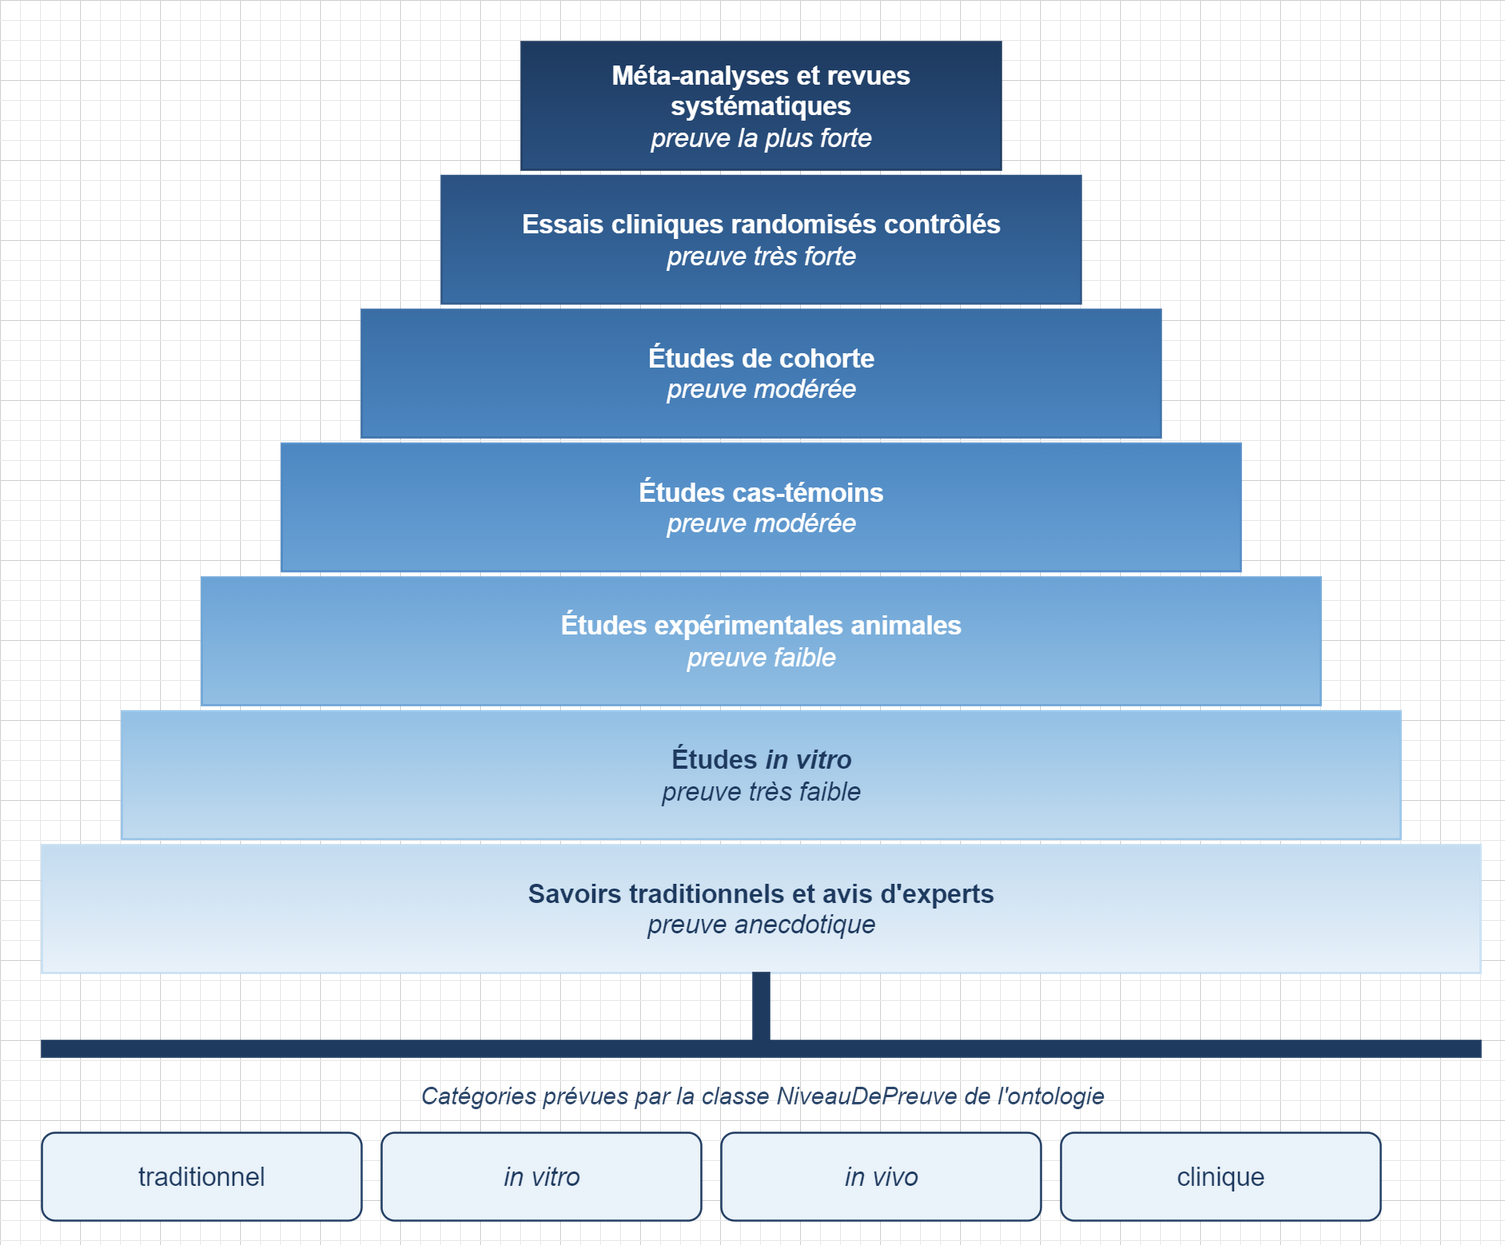 Méta-analyses et revues
systématiques
preuve la plus forte
Essais cliniques randomisés contrôlés
preuve très forte
Études de cohorte
preuve modérée
Études cas-témoins
preuve modérée
Études expérimentales animales
preuve faible
Études in vitro
preuve très faible
Savoirs traditionnels et avis d'experts
preuve anecdotique
Catégories prévues par la classe NiveauDePreuve de l'ontologie
traditionnel
in vitro
in vivo
clinique